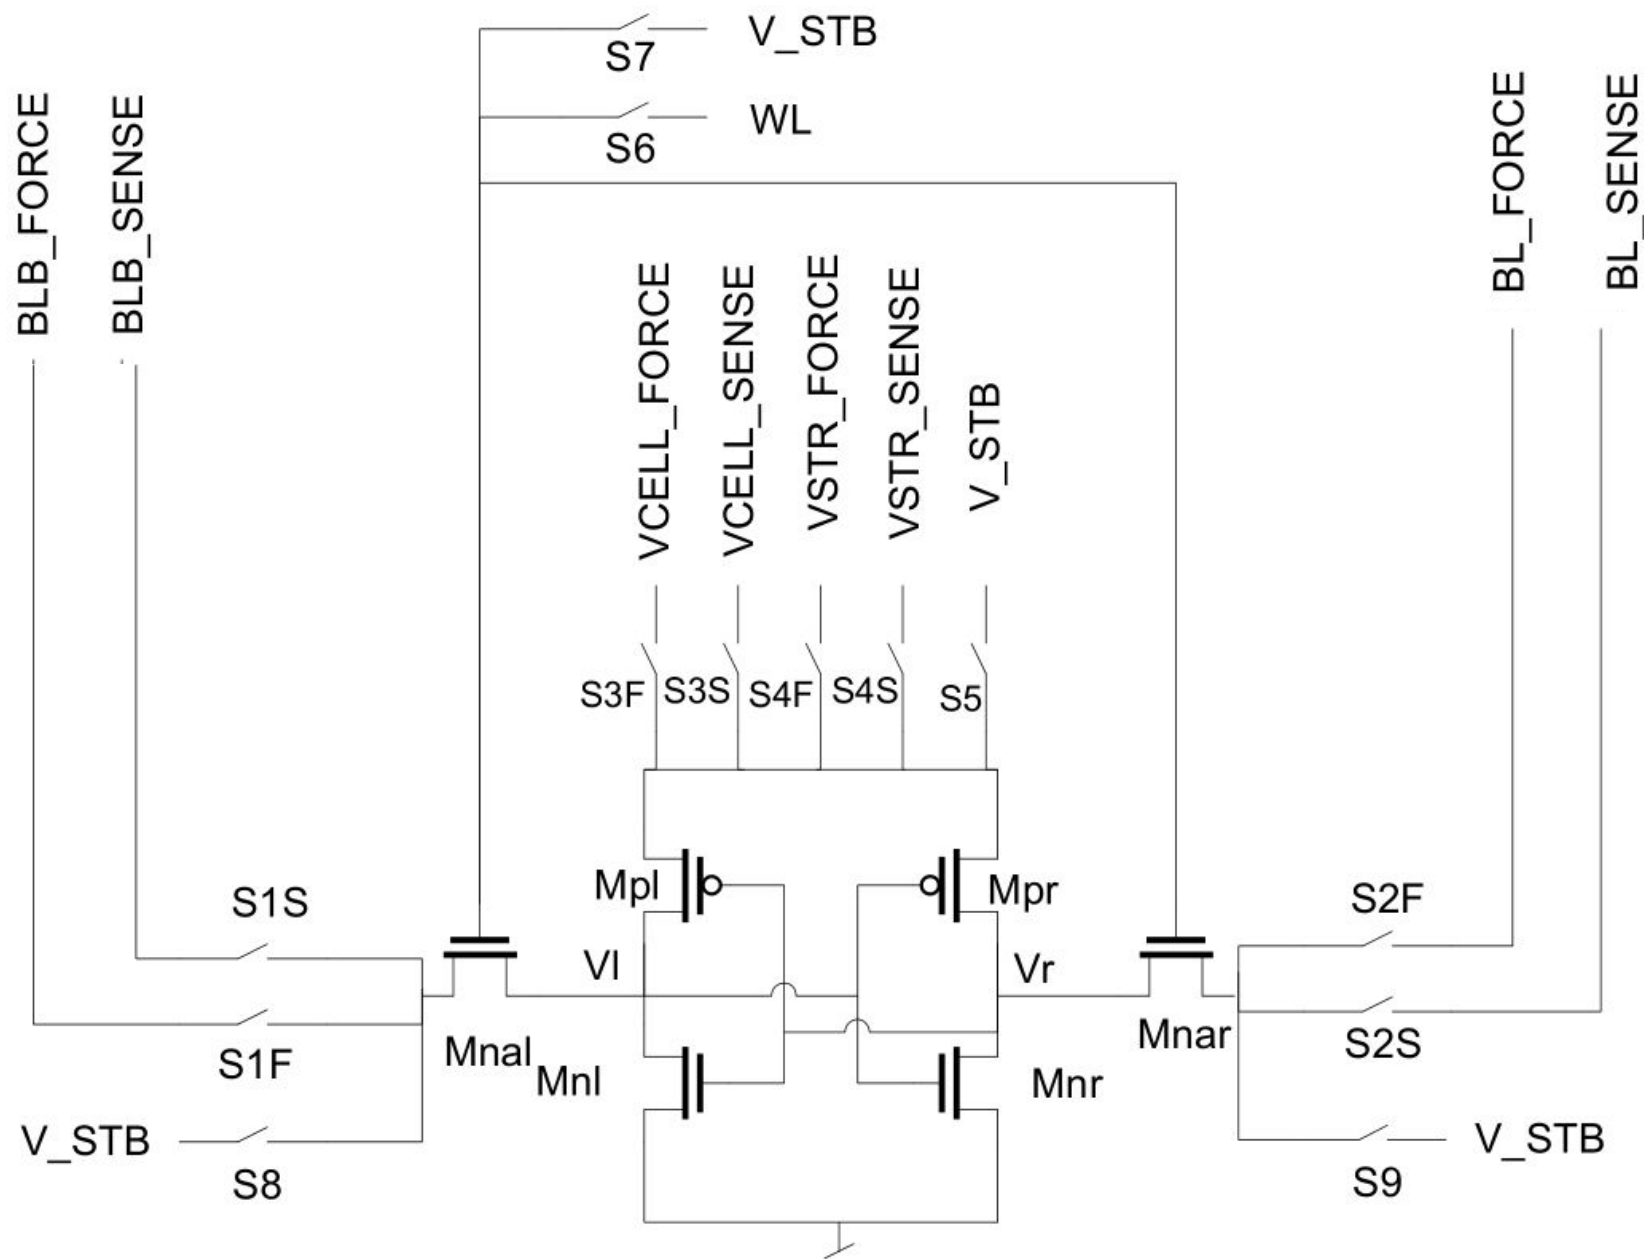 V_STB
S7
WL
S6
BLB_FORCE
BLB_SENSE
BL_FORCE
BL_SENSE
VCELL_FORCE
VCELL_SENSE
VSTR_FORCE
VSTR_SENSE
V_STB
S3F
S3S
S4F
S4S
S5
Mpl
Mpr
S1S
S2F
Vl
Vr
S1F
Mnal
Mnar
S2S
Mnl
Mnr
V_STB
S8
V_STB
S9